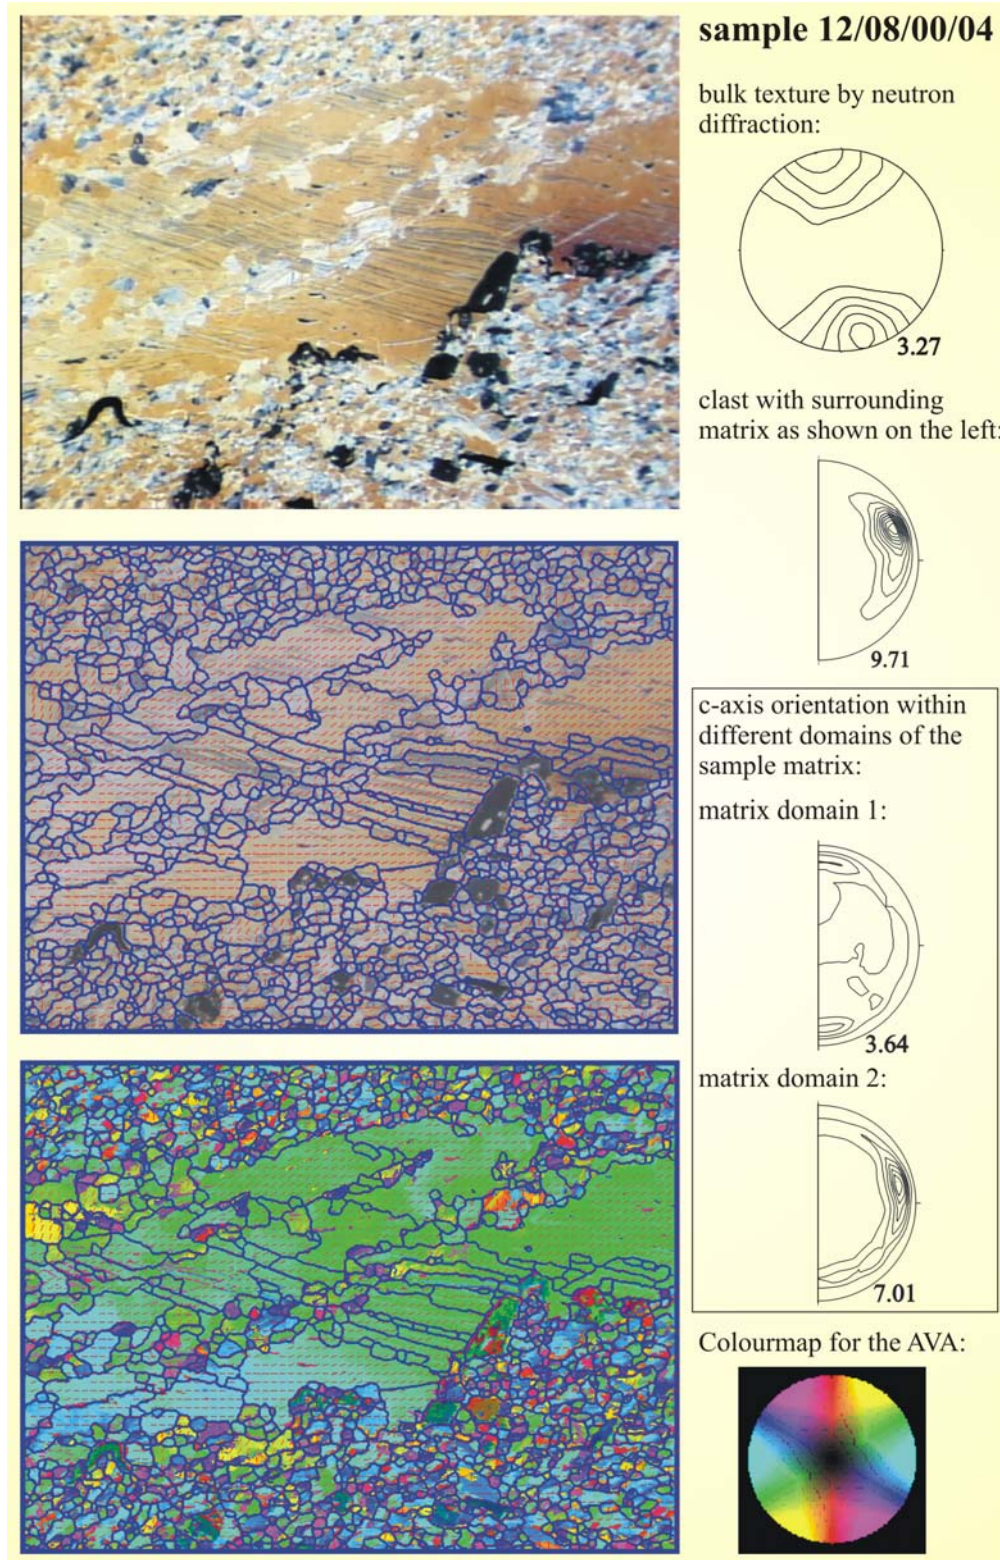 sample 12/08/00/04
bulk texture by neutron
diffraction:
3.27
clast with surrounding
matrix as shown on the left:
9.71
c-axis orientation within
different domains of the
sample matrix:
matrix domain 1:
3.64
matrix domain 2:
7.01
Colourmap for the AVA: